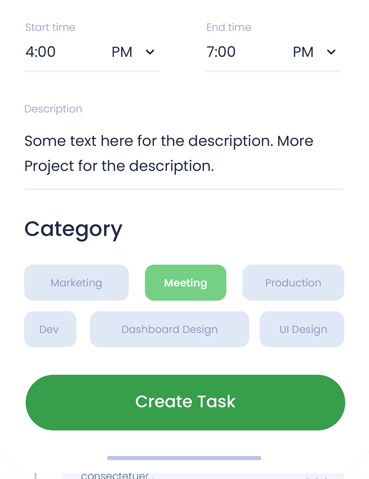 Start time End time
4:00 PM 7:00 PM
Description
Some text here for the description. More
Project for the description.
Category
Marketing Meeting Production
Dev Dashboard Design UI Design
Create Task
consectetuer